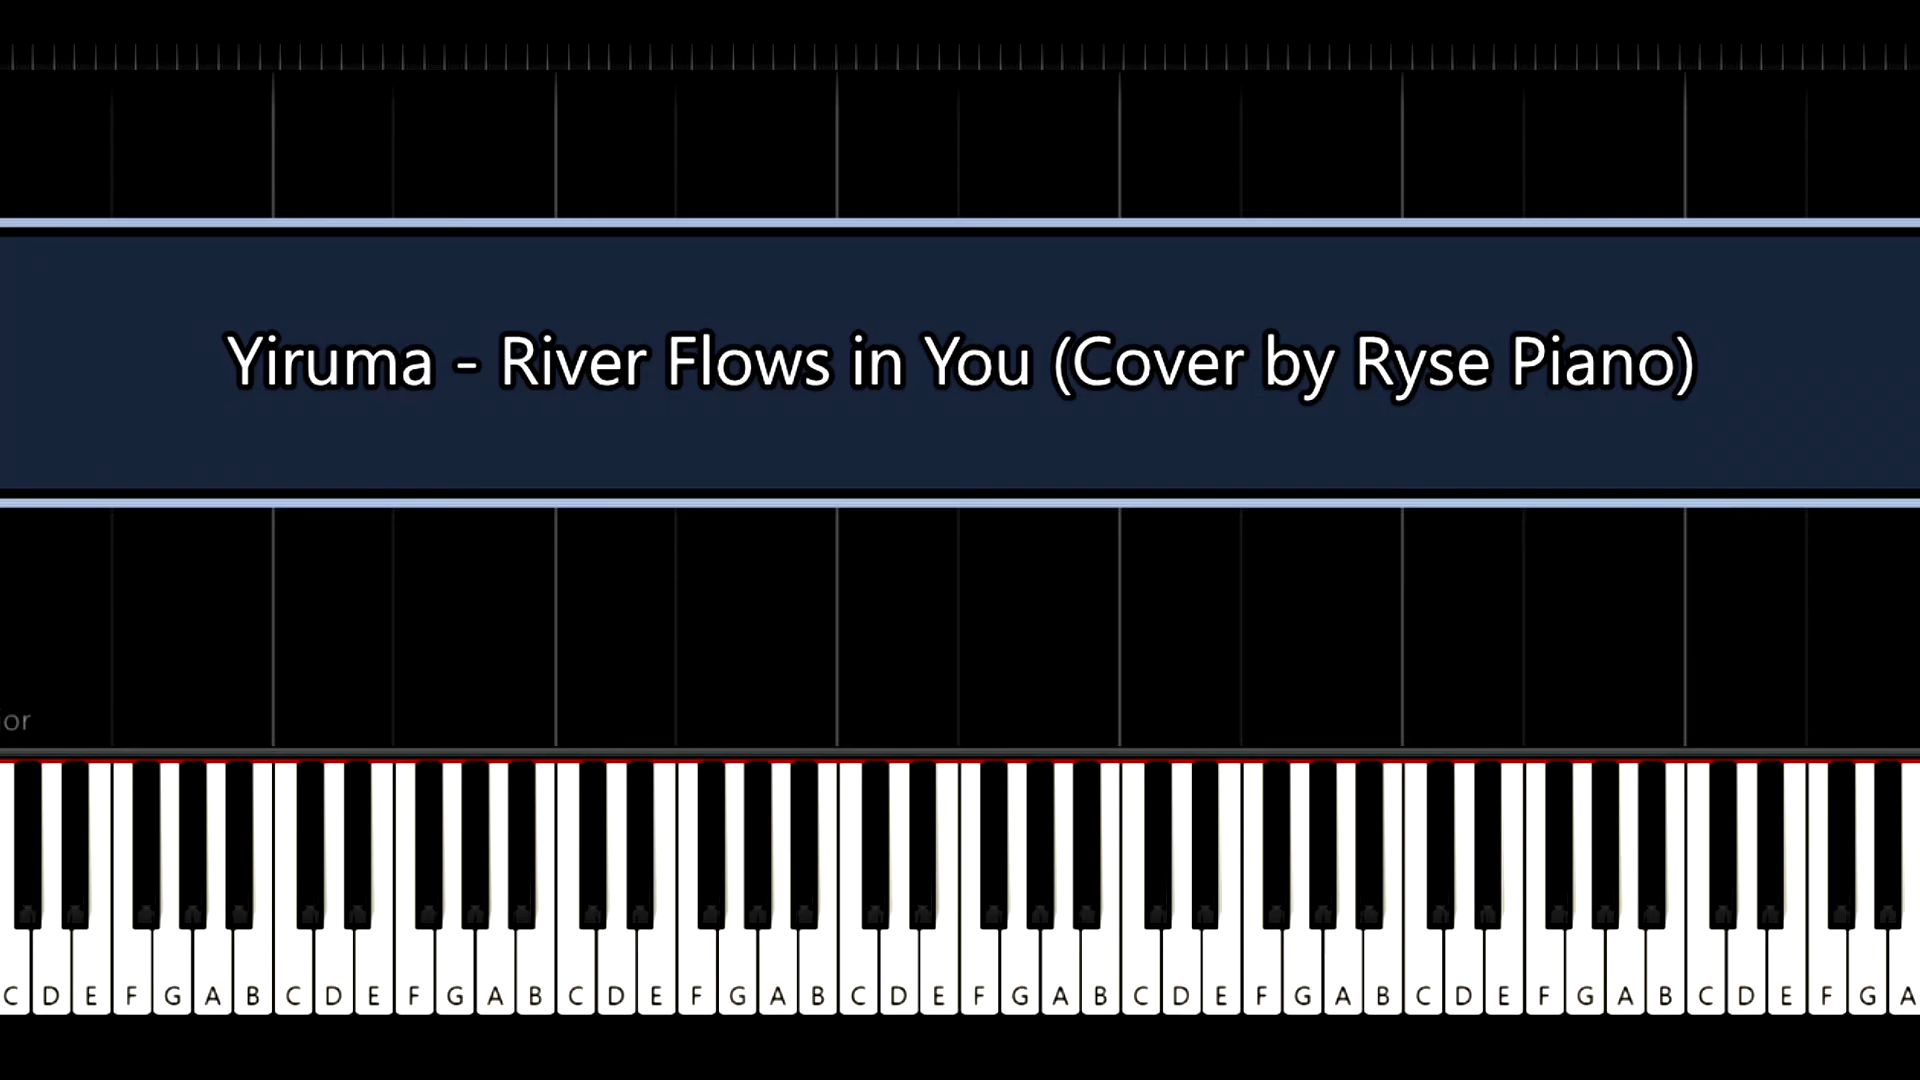 Yiruma - River Flows in You (Cover by Ryse Piano)
or
C D E F G A B C D E F G A B C D E F G A B C D E F G A B C D E F G A B C D E F G A B C D E F G A